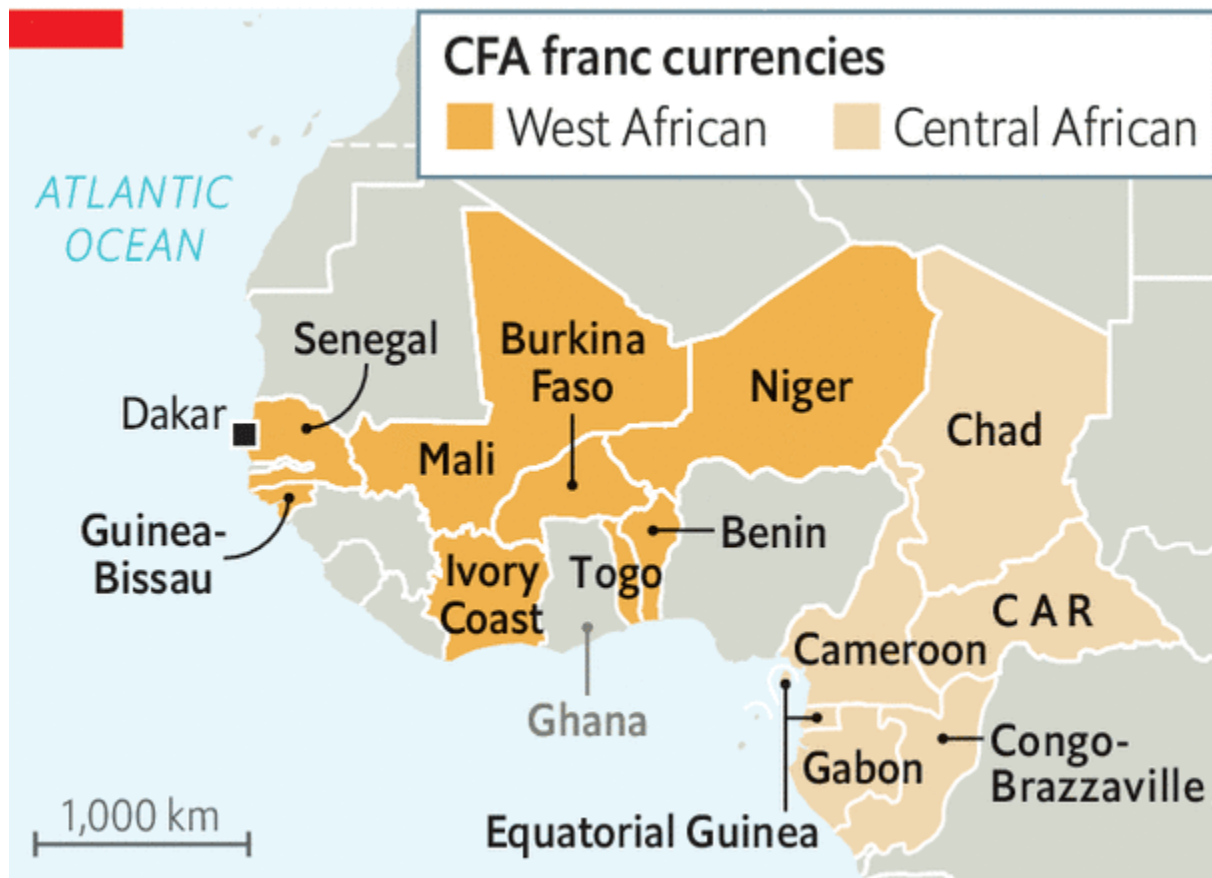 CFA franc currencies
West African
Central African
ATLANTIC
OCEAN
Senegal
Burkina
Faso
Niger
Dakar
Chad
Mali
Guinea-
Bissau
Benin
Ivory
Coast
Togo
C A R
Cameroon
Ghana
Congo-
Brazzaville
Gabon
1,000 km
Equatorial Guinea